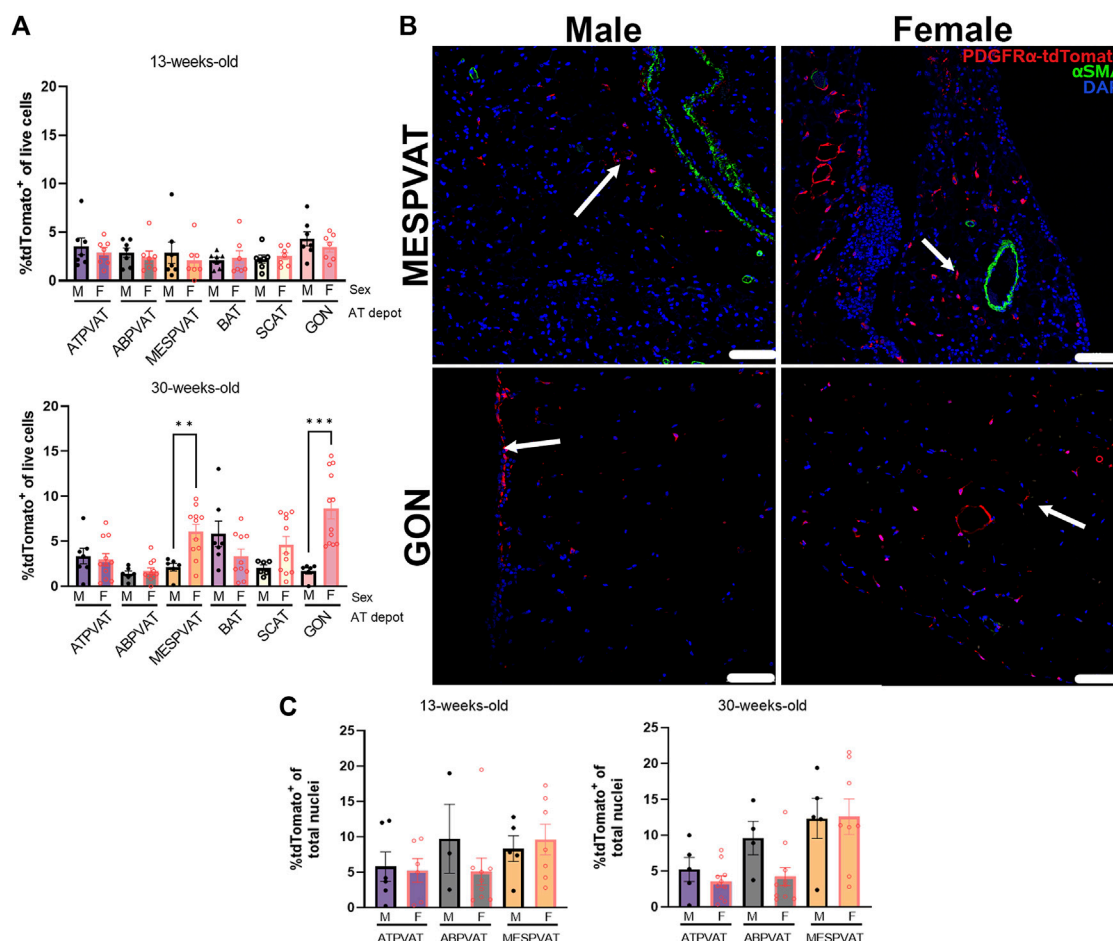 A
13-weeks-old
%tdTomato+ of live cells
20
15
10
5
0
M F M F M F M F M F M F Sex
ATPVAT ABPVAT MESPVAT BAT SCAT GON AT depot
30-weeks-old
%tdTomato+ of live cells
20
15
10
5
0
** ***
M F M F M F M F M F M F Sex
ATPVAT ABPVAT MESPVAT BAT SCAT GON AT depot
B
Male Female
PDGFRα-tdTomat
αSMA
DAP
MESPVAT
GON
C
13-weeks-old
%tdTomato+ of
total nuclei
25
20
15
10
5
0
M F M F M F
ATPVAT ABPVAT MESPVAT
30-weeks-old
%tdTomato+ of
total nuclei
25
20
15
10
5
0
M F M F M F
ATPVAT ABPVAT MESPVAT